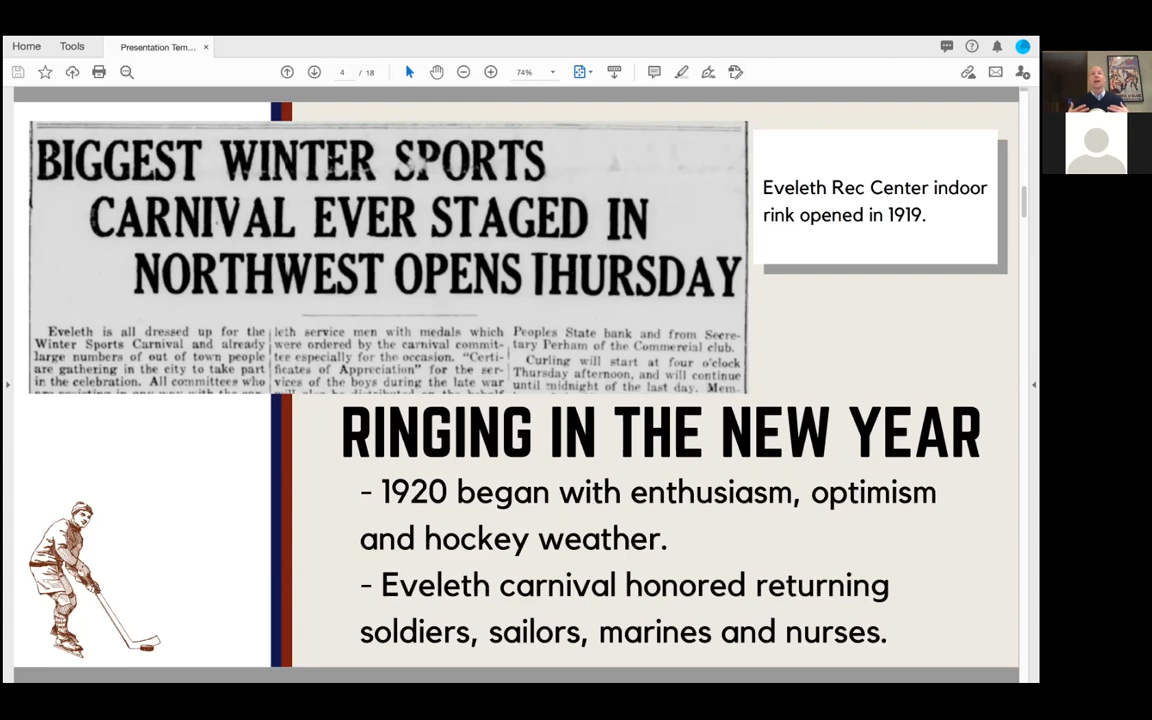 Home
Tools
Presentation Tem...
×
4 / 18
74%
BIGGEST WINTER SPORTS
CARNIVAL EVER STAGED IN
NORTHWEST OPENS THURSDAY
Eveleth is all dressed up for the
Winter Sports Carnival and already
large numbers of out of town people
are gathering in the city to take part
in the celebration. All committees who
leth service men with medals which
were ordered by the carnival commit-
tee especially for the occasion. "Certi-
ficates of Appreciation" for the ser-
vices of the boys during the late war
Peoples State bank and from Secre-
tary Perham of the Commercial club.
Curling will start at four o'clock
Thursday afternoon, and will continue
until midnight of the last day. Mem-
Eveleth Rec Center indoor
rink opened in 1919.
RINGING IN THE NEW YEAR
- 1920 began with enthusiasm, optimism
and hockey weather.
- Eveleth carnival honored returning
soldiers, sailors, marines and nurses.